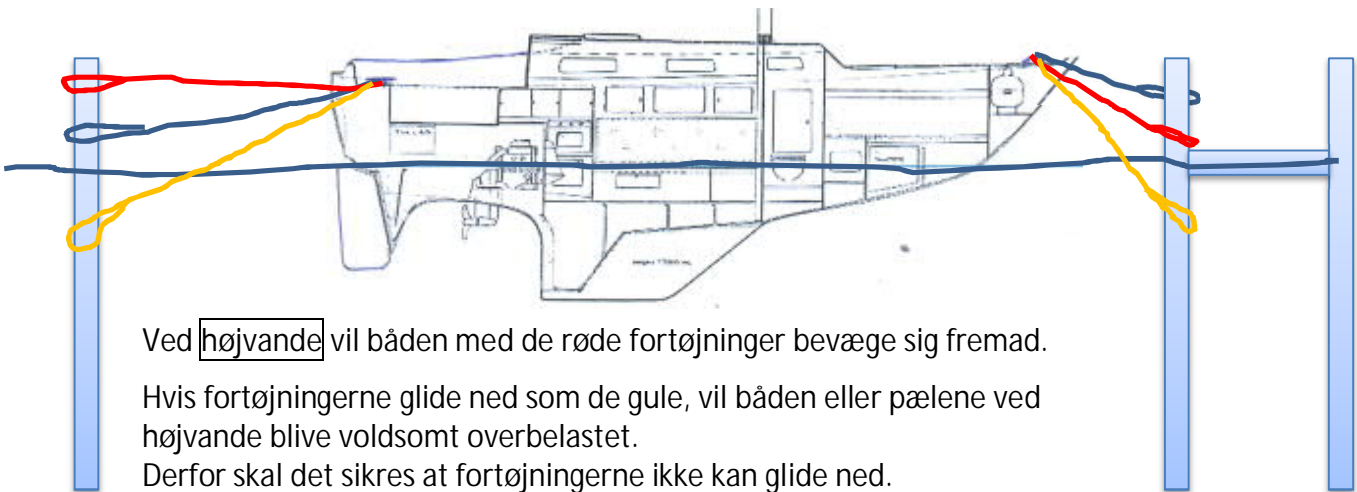 Ved højvande vil båden med de røde fortøjninger bevæge sig fremad.
Hvis fortøjningerne glide ned som de gule, vil båden eller pælene ved
højvande blive voldsomt overbelastet.
Derfor skal det sikres at fortøjningerne ikke kan glide ned.